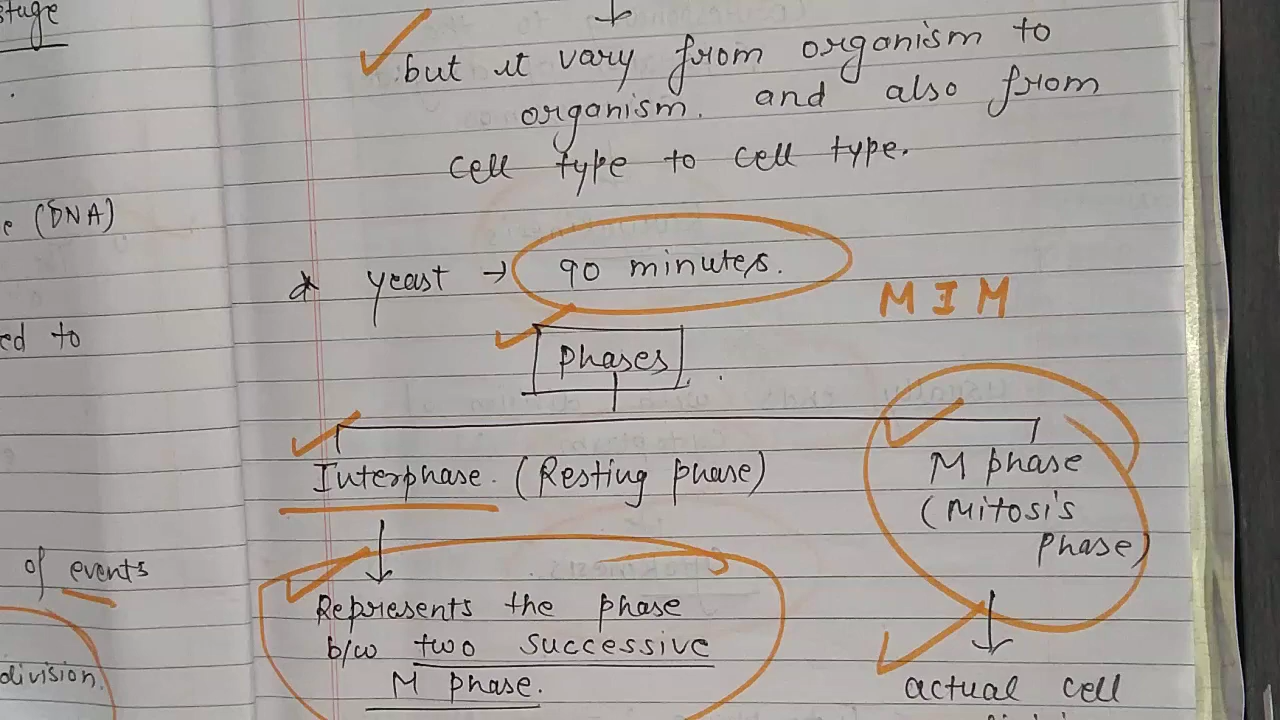 stage
e (DNA)
ed to
of events
division.
but it vary from organism to
organism. and also from
cell type to cell type.
* yeast → 90 minutes.
MIM
Phases
Interphase. (Resting phase)
M phase
(Mitosis
Phase)
Represents the phase
b/w two successive
M phase.
actual cell